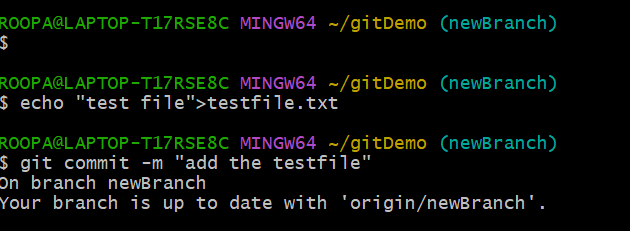 ROOPA@LAPTOP-T17RSE8C MINGW64 ~/gitDemo (newBranch)
$
ROOPA@LAPTOP-T17RSE8C MINGW64 ~/gitDemo (newBranch)
$ echo "test file">testfile.txt
ROOPA@LAPTOP-T17RSE8C MINGW64 ~/gitDemo (newBranch)
$ git commit -m "add the testfile"
On branch newBranch
Your branch is up to date with 'origin/newBranch'.